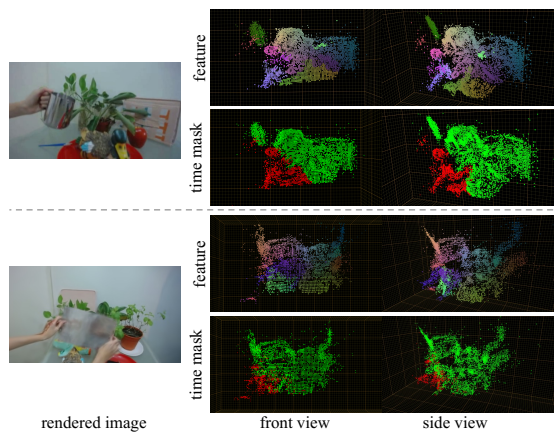 feature
time mask
feature
time mask
rendered image
front view
side view